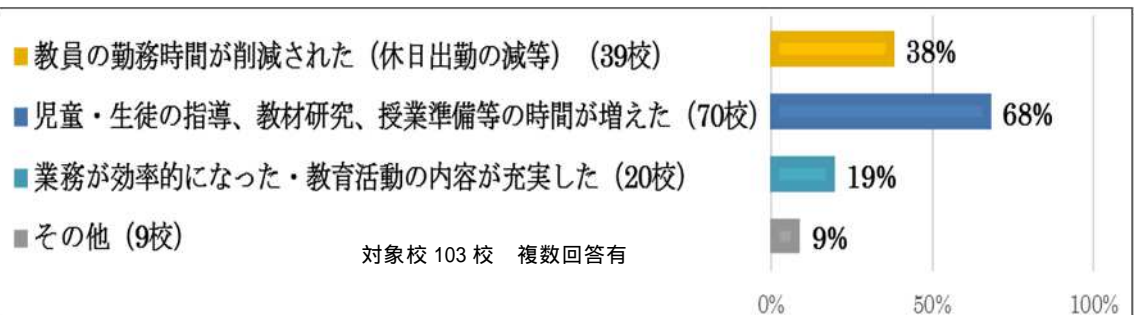 教員の勤務時間が削減された（休日出勤の減等）（39校） 38%
児童・生徒の指導、教材研究、授業準備等の時間が増えた（70校） 68%
業務が効率的になった・教育活動の内容が充実した（20校） 19%
その他（9校） 9%
対象校 103 校　複数回答有
0% 50% 100%